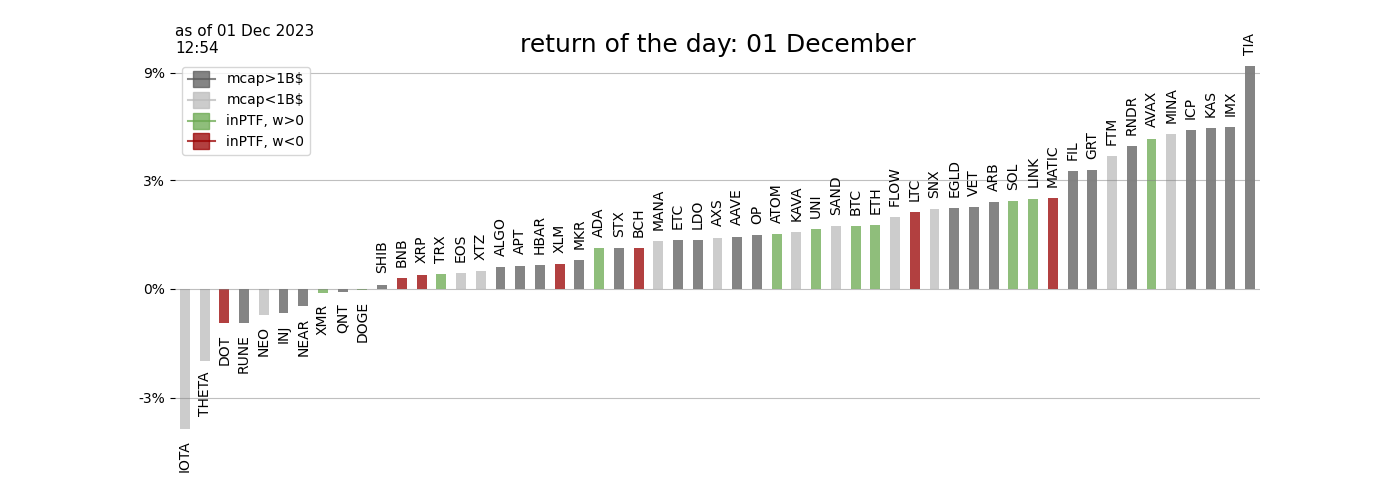 as of 01 Dec 2023
12:54
return of the day: 01 December
mcap>1B$
mcap<1B$
inPTF, w>0
inPTF, w<0
9%
3%
0%
-3%
IOTA
THETA
DOT
RUNE
NEO
INJ
NEAR
XMR
QNT
DOGE
SHIB
BNB
XRP
TRX
EOS
XTZ
ALGO
APT
HBAR
XLM
MKR
ADA
STX
BCH
MANA
ETC
LDO
AXS
AAVE
OP
ATOM
KAVA
UNI
SAND
BTC
ETH
FLOW
LTC
SNX
EGLD
VET
ARB
SOL
LINK
MATIC
FIL
GRT
FTM
RNDR
AVAX
MINA
ICP
KAS
IMX
TIA